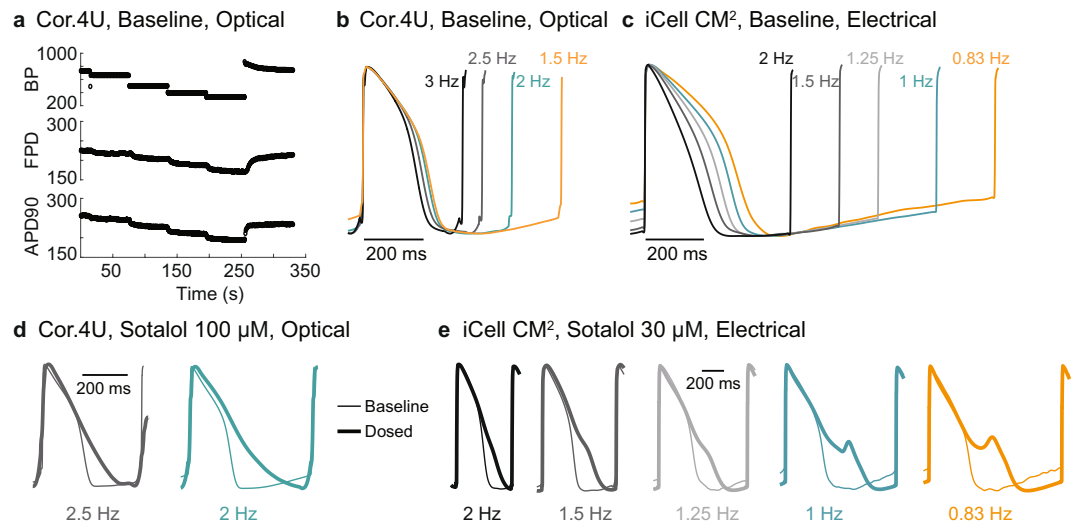 a Cor.4U, Baseline, Optical
BP
1000
200
FPD
300
150
APD90
300
150
50
150
250
350
Time (s)
b Cor.4U, Baseline, Optical
2.5 Hz
1.5 Hz
3 Hz
2 Hz
200 ms
c iCell CM², Baseline, Electrical
2 Hz
1.25 Hz
0.83 Hz
1.5 Hz
1 Hz
200 ms
d Cor.4U, Sotalol 100 µM, Optical
200 ms
2.5 Hz
2 Hz
Baseline
Dosed
e iCell CM², Sotalol 30 µM, Electrical
200 ms
2 Hz
1.5 Hz
1.25 Hz
1 Hz
0.83 Hz